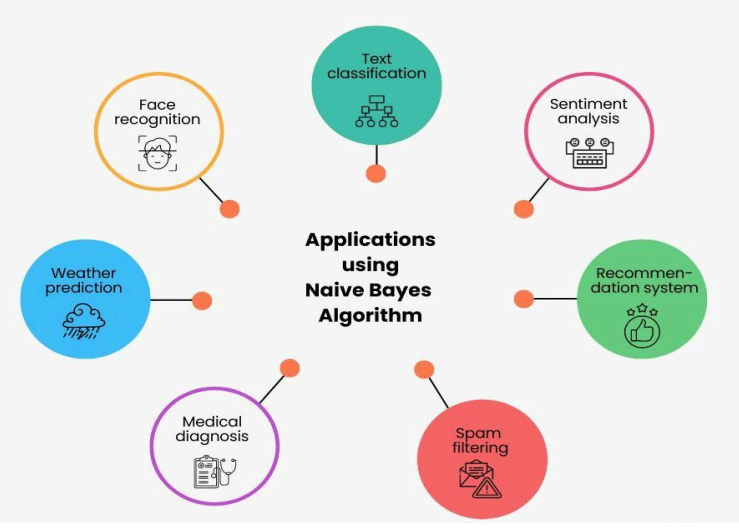 Text
classification
Face
recognition
Sentiment
analysis
Applications
using
Naive Bayes
Algorithm
Weather
prediction
Recommen-
dation system
Medical
diagnosis
Spam
filtering